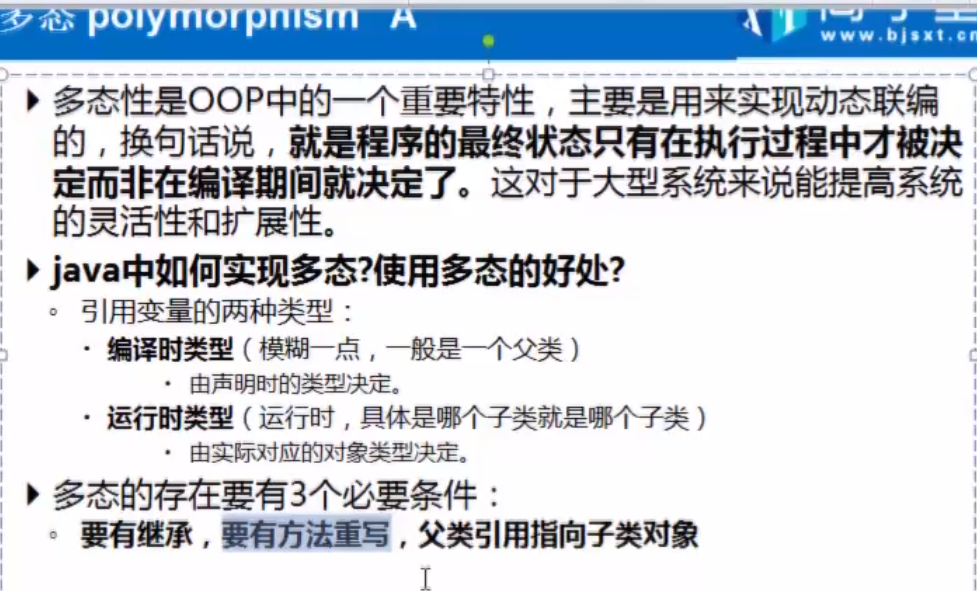 多态 polymorphism A
www.bjsxt.cn
多态性是OOP中的一个重要特性，主要是用来实现动态联编
的，换句话说，就是程序的最终状态只有在执行过程中才被决
定而非在编译期间就决定了。这对于大型系统来说能提高系统
的灵活性和扩展性。
java中如何实现多态?使用多态的好处?
引用变量的两种类型：
编译时类型（模糊一点，一般是一个父类）
由声明时的类型决定。
运行时类型（运行时，具体是哪个子类就是哪个子类）
由实际对应的对象类型决定。
多态的存在要有3个必要条件：
要有继承，要有方法重写，父类引用指向子类对象